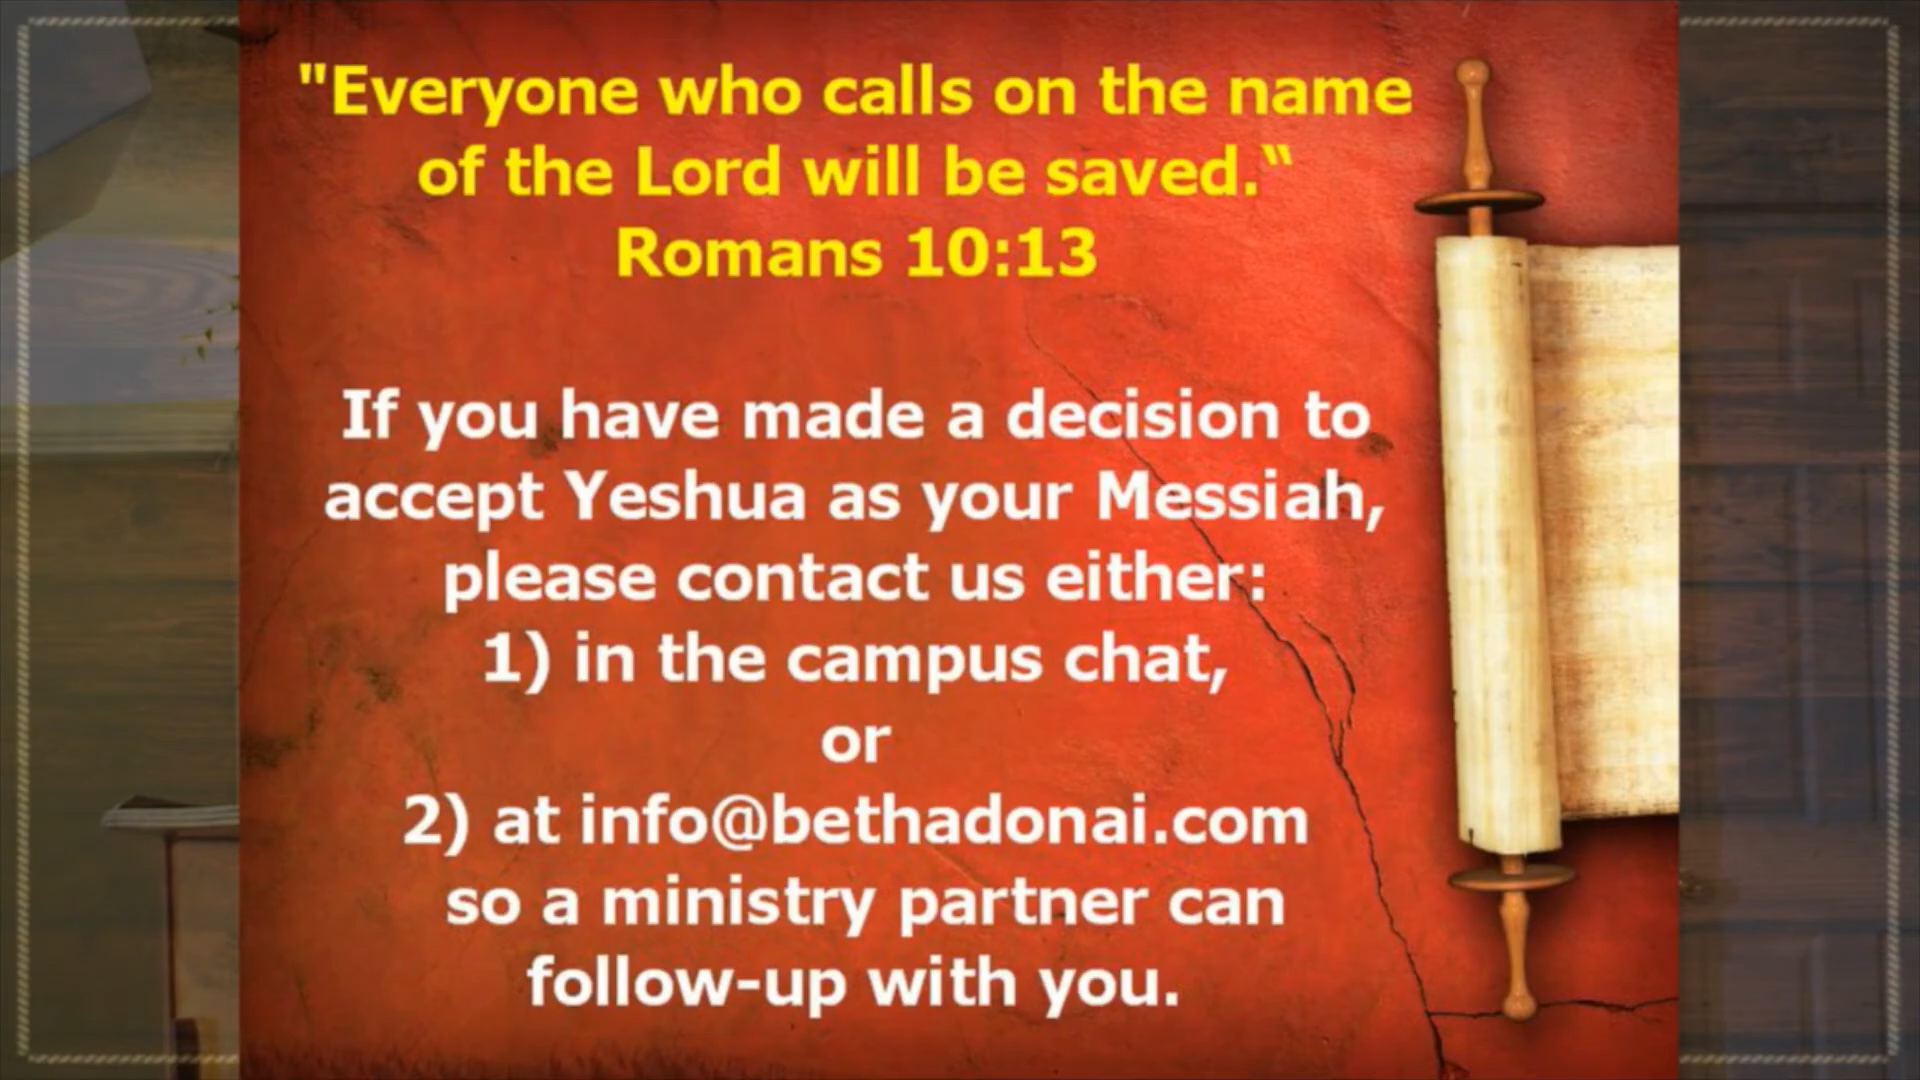 "Everyone who calls on the name
of the Lord will be saved.‟
Romans 10:13
If you have made a decision to
accept Yeshua as your Messiah,
please contact us either:
1) in the campus chat,
or
2) at info@bethadonai.com
so a ministry partner can
follow-up with you.